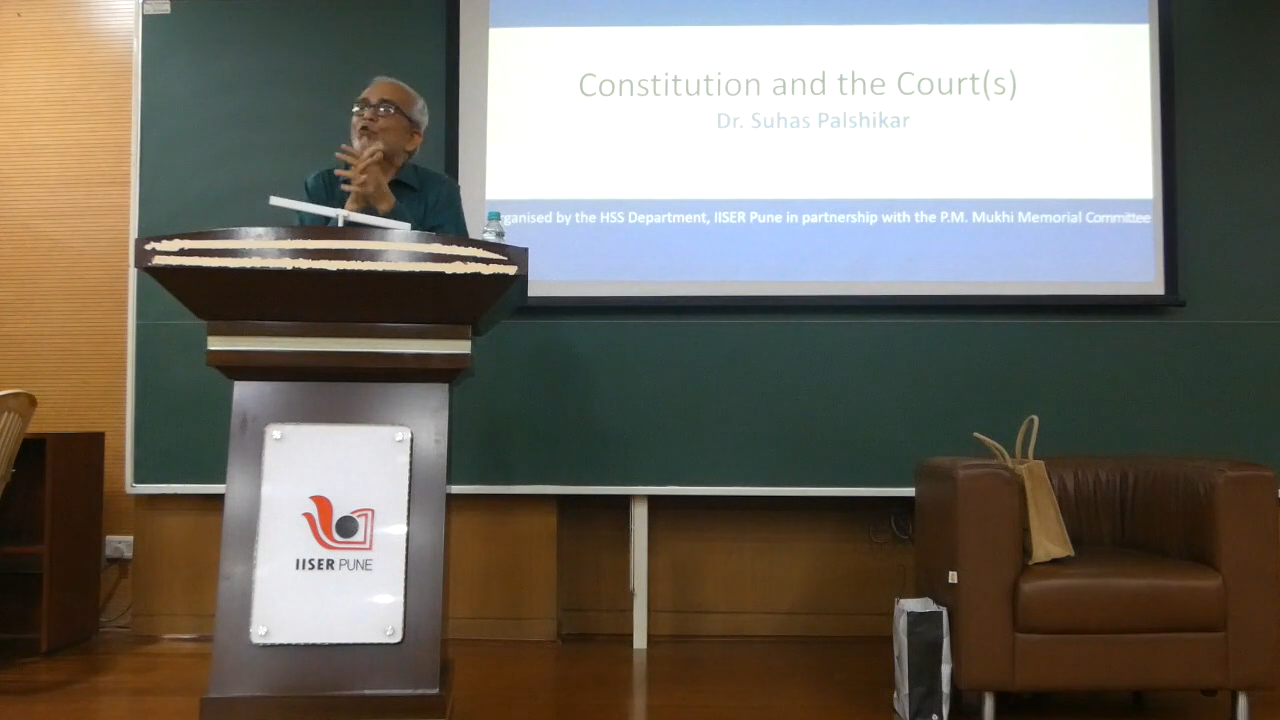 Constitution and the Court(s)
Dr. Suhas Palshikar
rganised by the HSS Department, IISER Pune in partnership with the P.M. Mukhi Memorial Committee
IISER PUNE